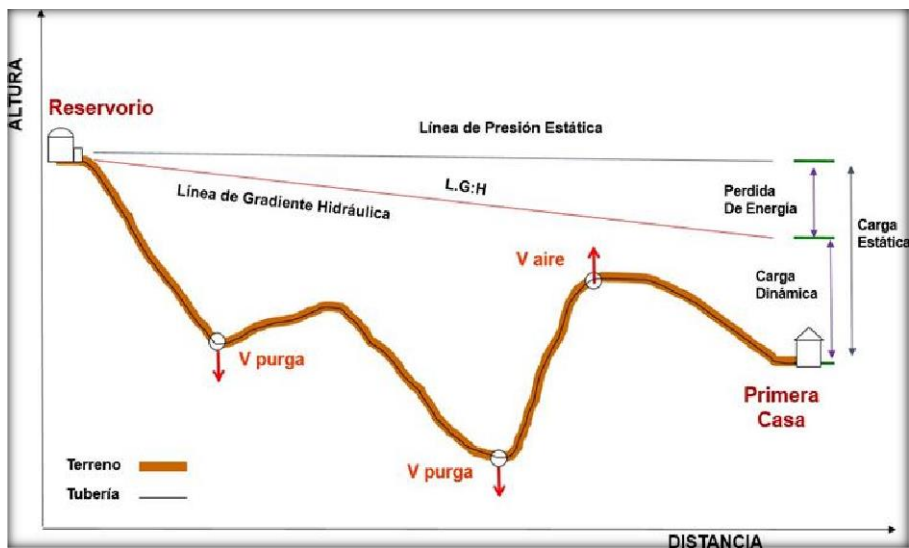 ALTURA
Reservorio
Línea de Presión Estática
L.G:H
Línea de Gradiente Hidráulica
Perdida
De Energía
Carga
Estática
V aire
Carga
Dinámica
V purga
Primera
Casa
V purga
Terreno
Tubería
DISTANCIA